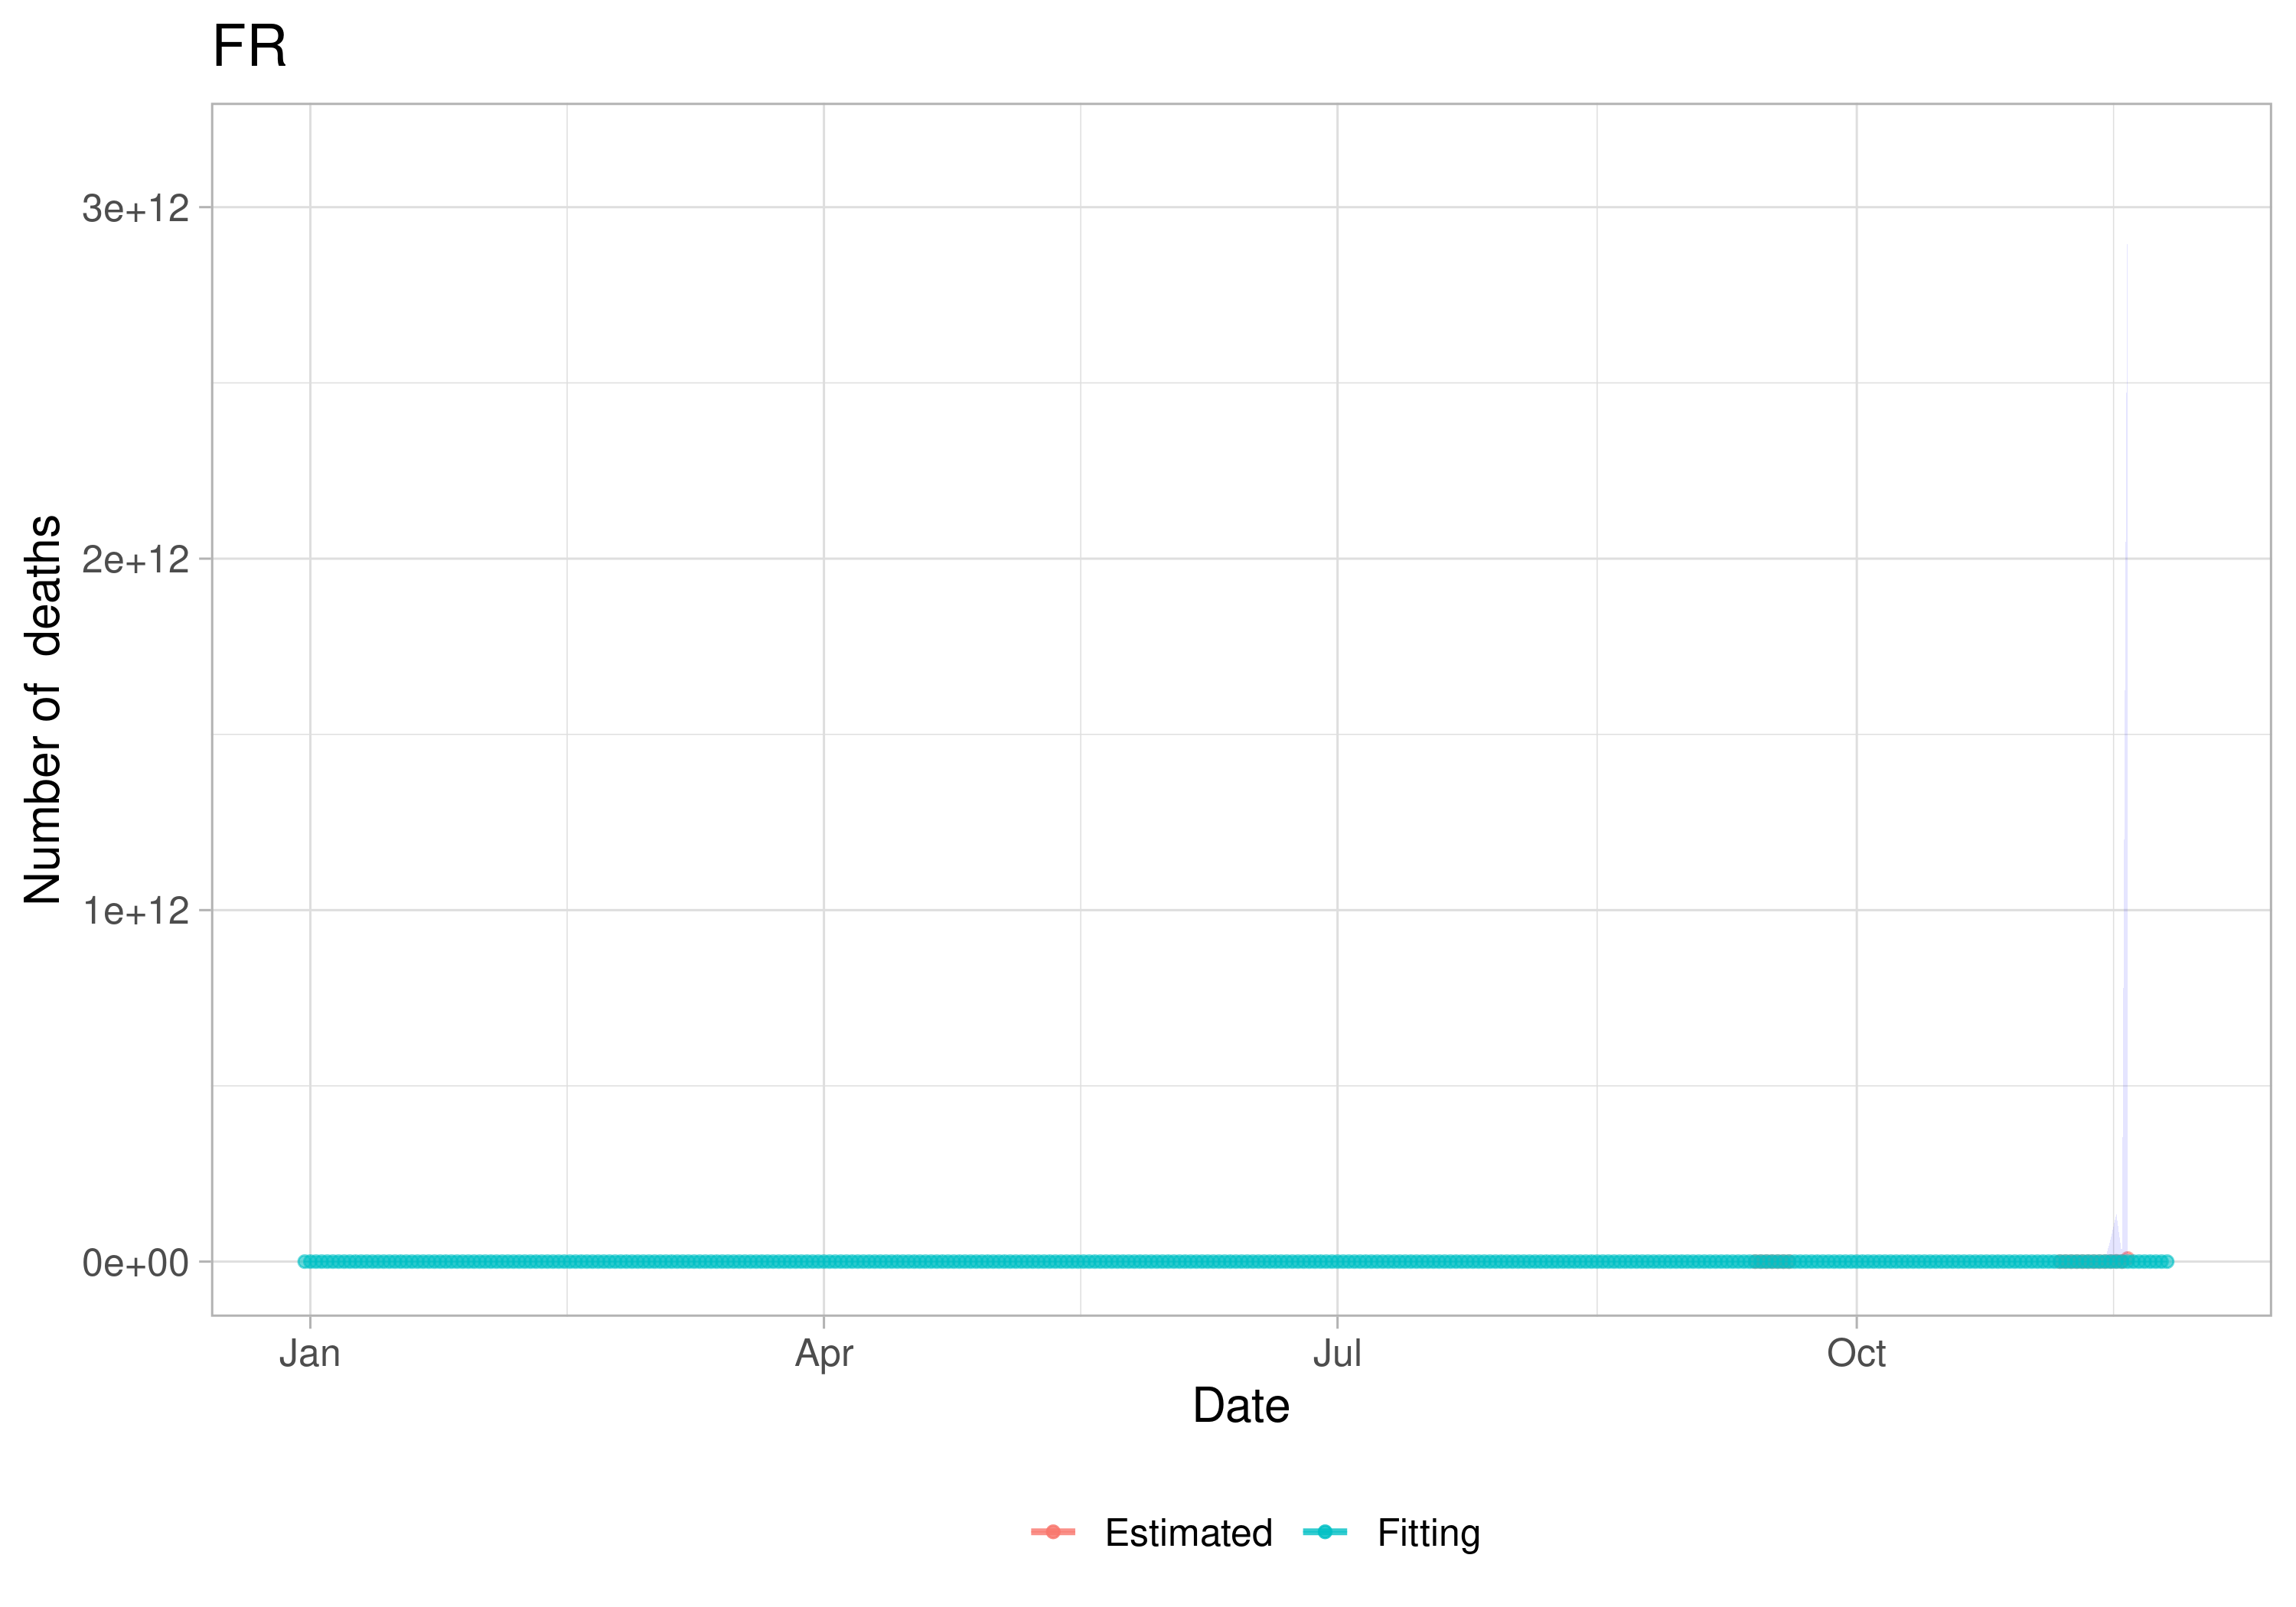 FR
3e+12
2e+12
1e+12
0e+00
Number of  deaths
Jan
Apr
Jul
Oct
Date
Estimated
Fitting